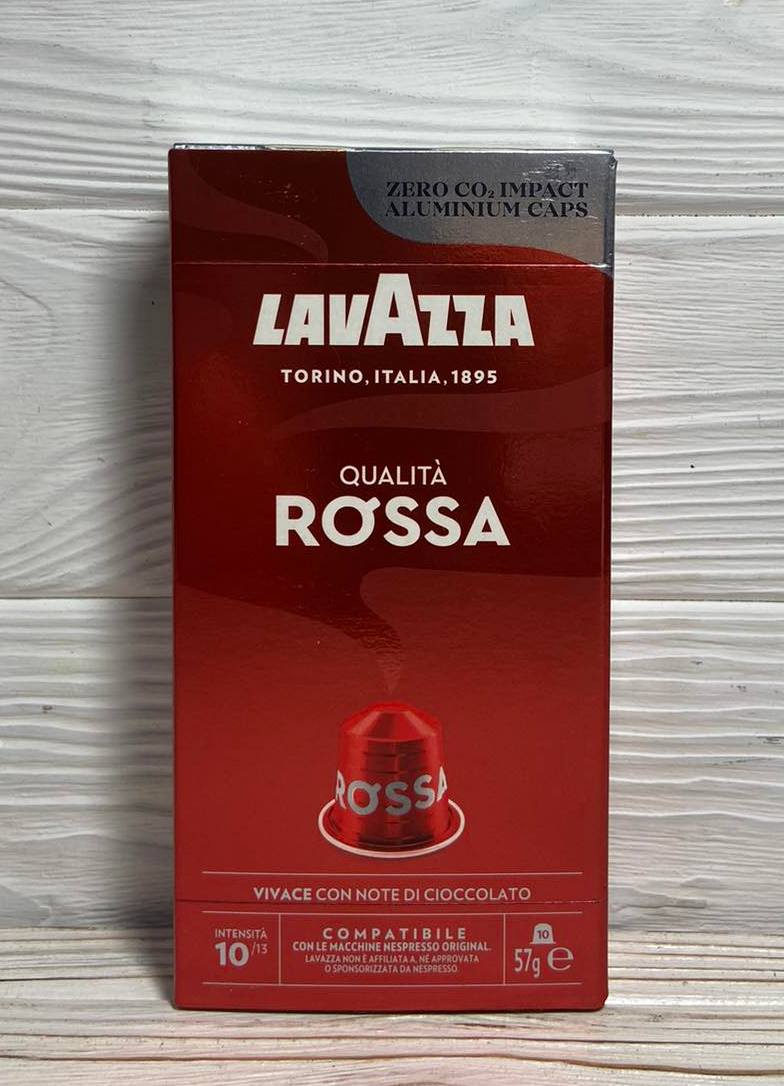 ZERO CO₂ IMPACT
ALUMINIUM CAPS
LAVAZZA
TORINO, ITALIA, 1895
QUALITÀ
ROSSA
ROSSA
VIVACE CON NOTE DI CIOCCOLATO
INTENSITÀ
10/13
COMPATIBILE
CON LE MACCHINE NESPRESSO ORIGINAL.
LAVAZZA NON È AFFILIATA A, NÉ APPROVATA
O SPONSORIZZATA DA NESPRESSO.
10
57g ℮